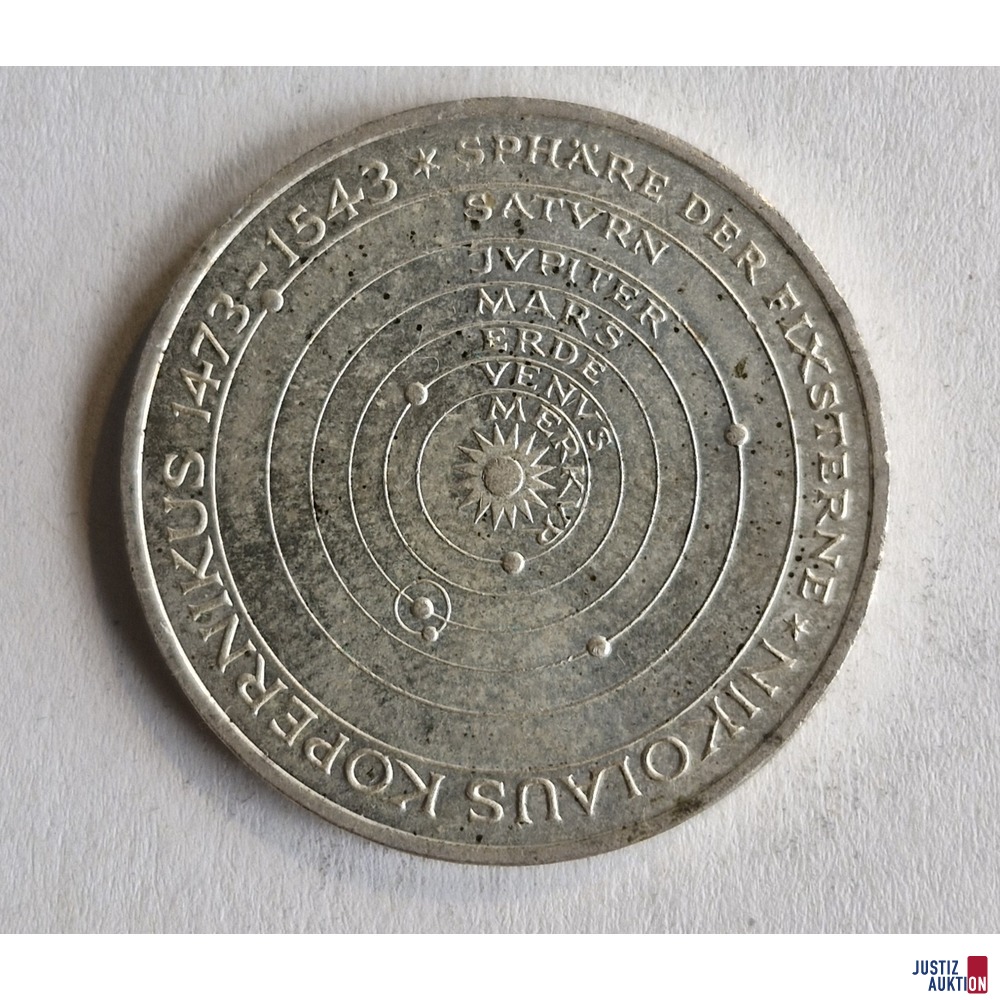 * SPHÄRE DER FIXSTERNE * NIKOLAUS KOPERNIKUS 1473-1543
SATVRN
JVPITER
MARS
ERDE
VENVS
MERKVR
JUSTIZ
AUKTION